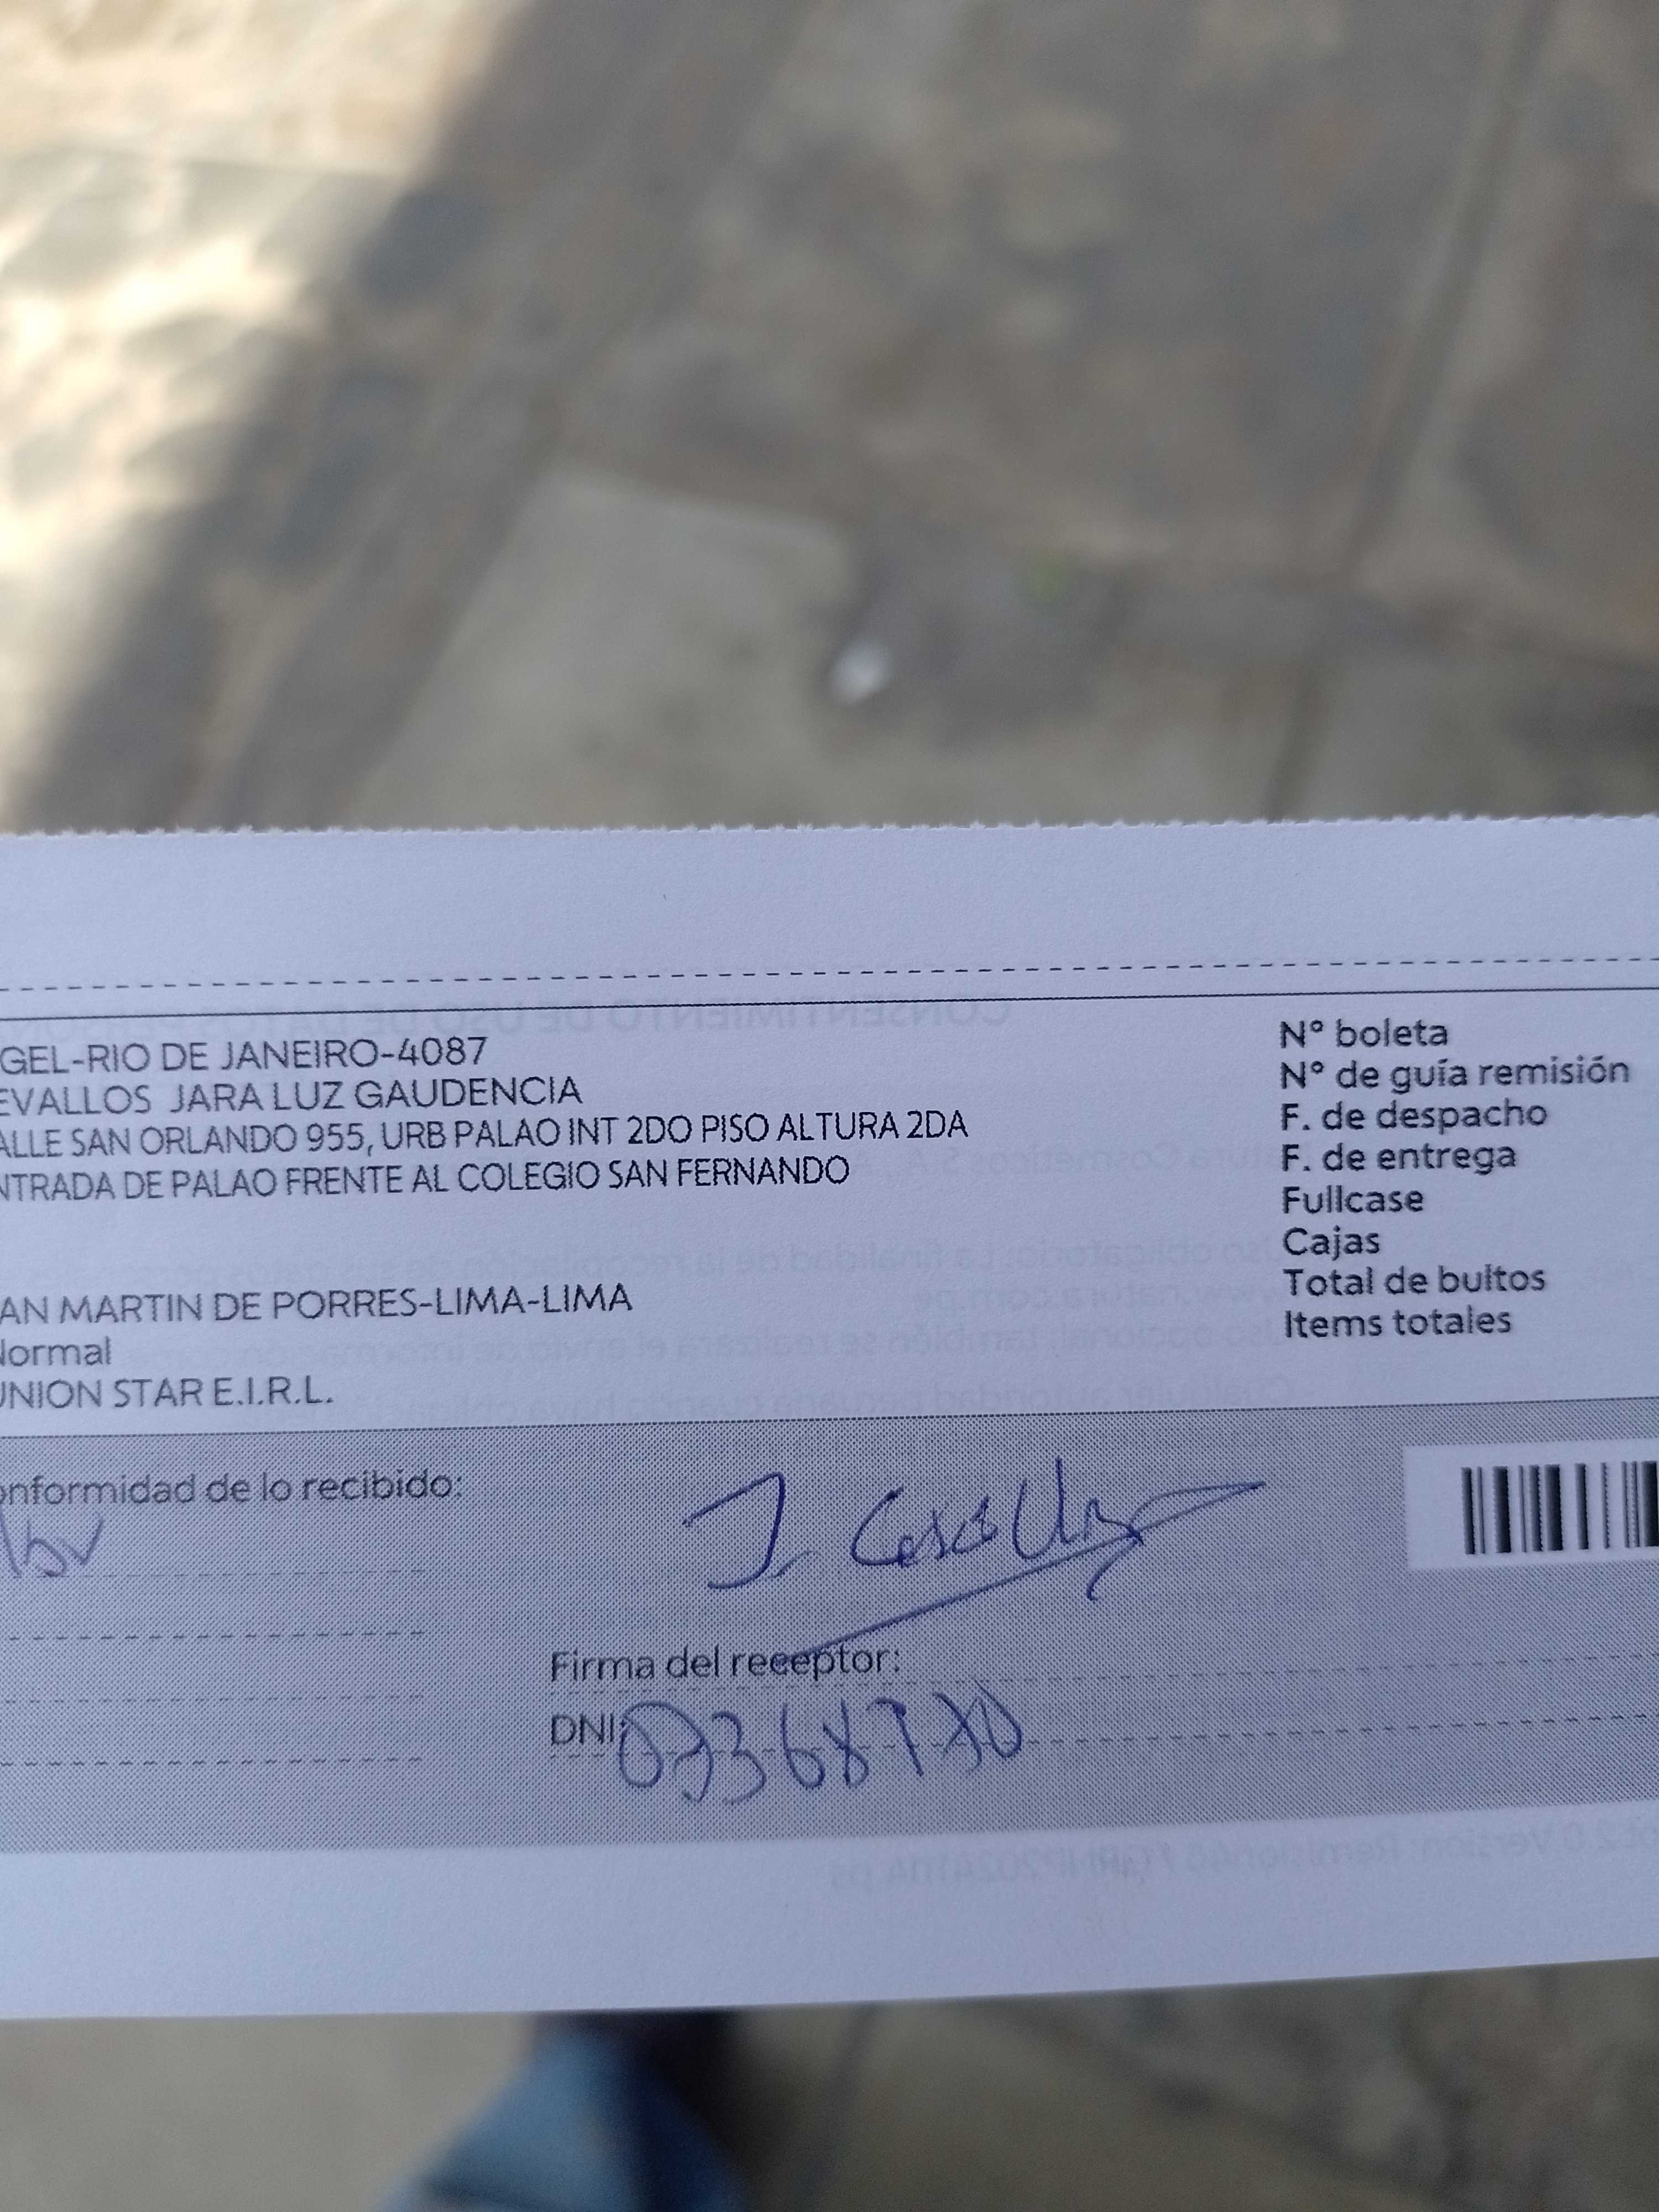 GEL-RIO DE JANEIRO-4087
EVALLOS JARA LUZ GAUDENCIA
ALLE SAN ORLANDO 955, URB PALAO INT 2DO PISO ALTURA 2DA
NTRADA DE PALAO FRENTE AL COLEGIO SAN FERNANDO
AN MARTIN DE PORRES-LIMA-LIMA
Normal
UNION STAR E.I.R.L.
N° boleta
N° de guía remisión
F. de despacho
F. de entrega
Fullcase
Cajas
Total de bultos
Items totales
onformidad de lo recibido:
Firma del receptor:
DNI: